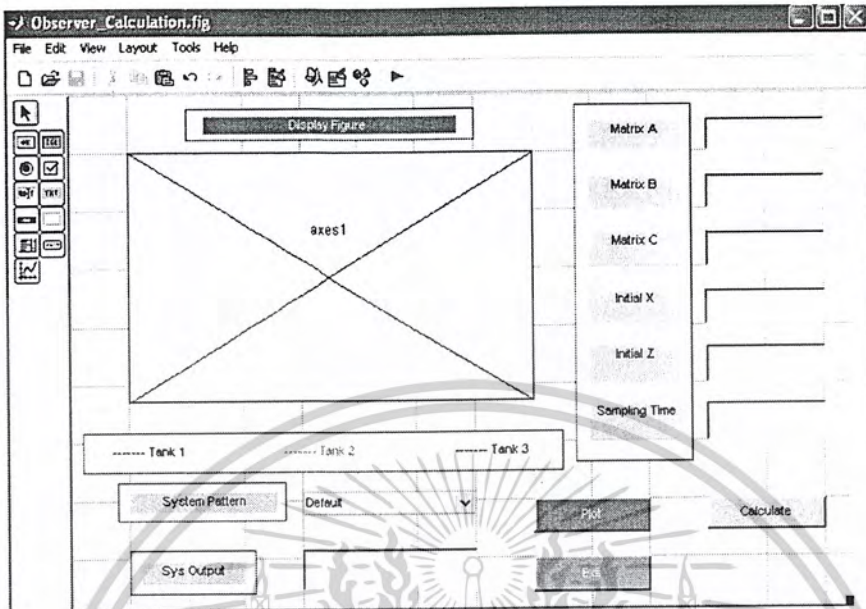 Observer_Calculation.fig
File Edit View Layout Tools Help
Display Figure
axes1
Matrix A
Matrix B
Matrix C
Initial X
Initial Z
Sampling Time
Tank 1 Tank 2 Tank 3
System Pattern Default
Plot Calculate
Sys Output